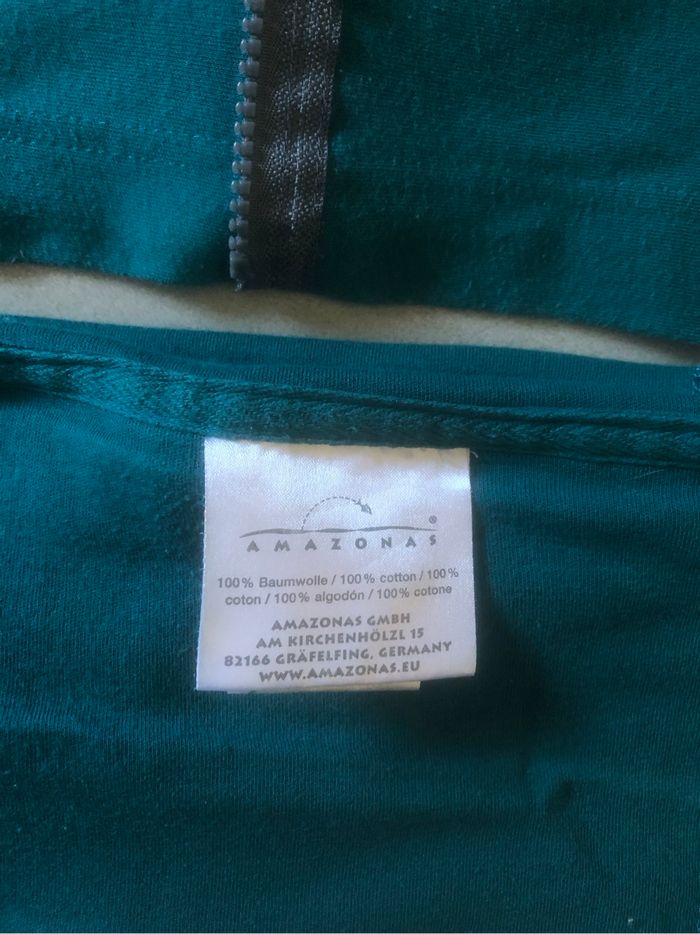 ®
AMAZONAS
100% Baumwolle / 100% cotton / 100%
coton / 100% algodón / 100% cotone
AMAZONAS GMBH
AM KIRCHENHÖLZL 15
82166 GRÄFELFING, GERMANY
WWW.AMAZONAS.EU